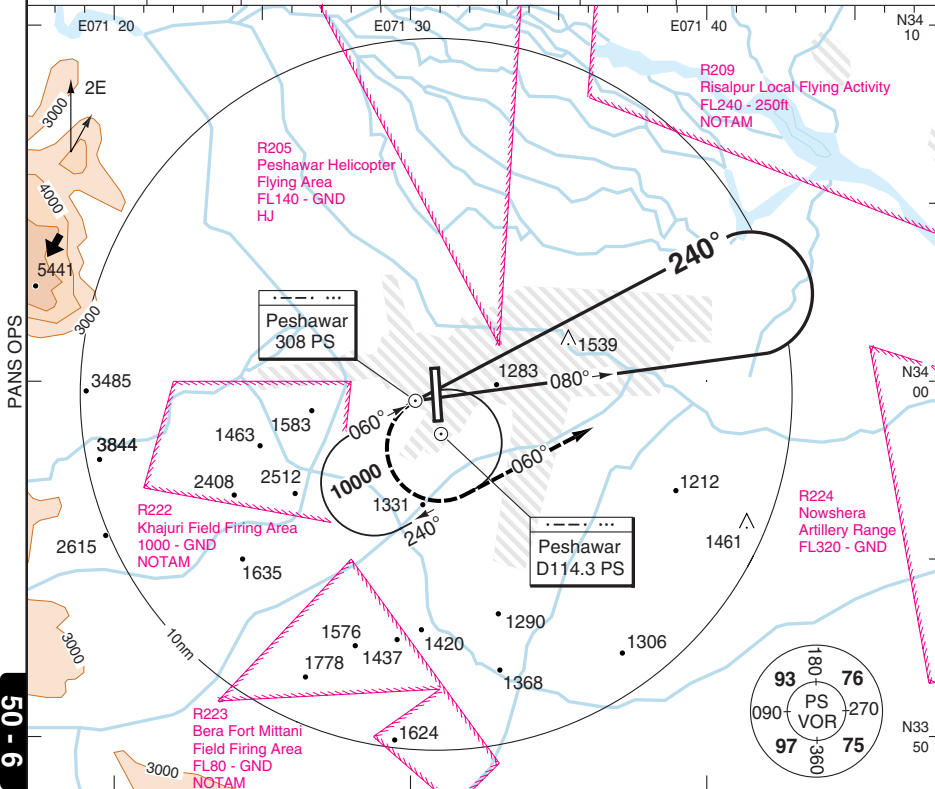 E071 20
E071 30
E071 40
N34
10
2E
3000
R209
Risalpur Local Flying Activity
FL240 - 250ft
NOTAM
R205
Peshawar Helicopter
Flying Area
FL140 - GND
HJ
4000
240°
5441
3000
Peshawar
308 PS
1539
PANS OPS
1283
080°
N34
00
3485
060°
1583
1463
3844
060°
10000
2408
2512
1331
1212
240°
R222
Khajuri Field Firing Area
1000 - GND
NOTAM
R224
Nowshera
Artillery Range
FL320 - GND
1461
2615
Peshawar
D114.3 PS
1635
1290
3000
10nm
1576
1437
1420
1306
1778
1368
180
93
76
090
PS
VOR
270
97
75
360
50 - 6
R223
Bera Fort Mittani
Field Firing Area
FL80 - GND
NOTAM
1624
N33
50
3000